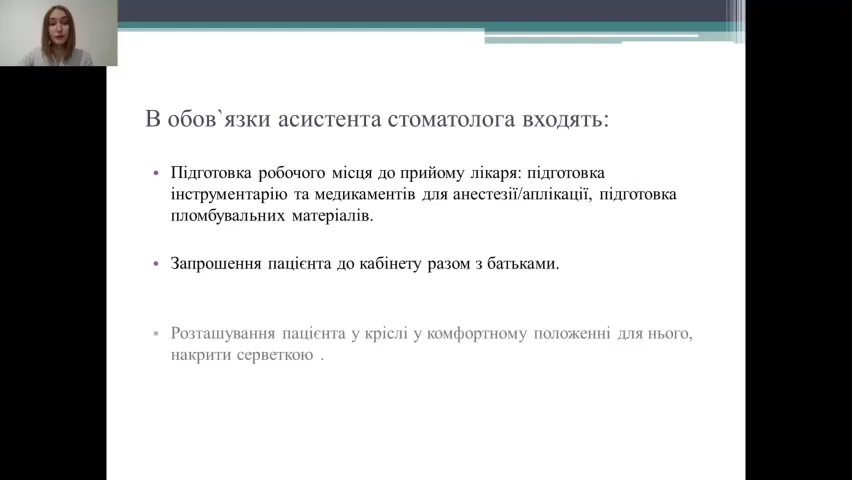 В обов`язки асистента стоматолога входять:
• Підготовка робочого місця до прийому лікаря: підготовка
інструментарію та медикаментів для анестезії/аплікації, підготовка
пломбувальних матеріалів.
• Запрошення пацієнта до кабінету разом з батьками.
• Розташування пацієнта у кріслі у комфортному положенні для нього,
накрити серветкою .